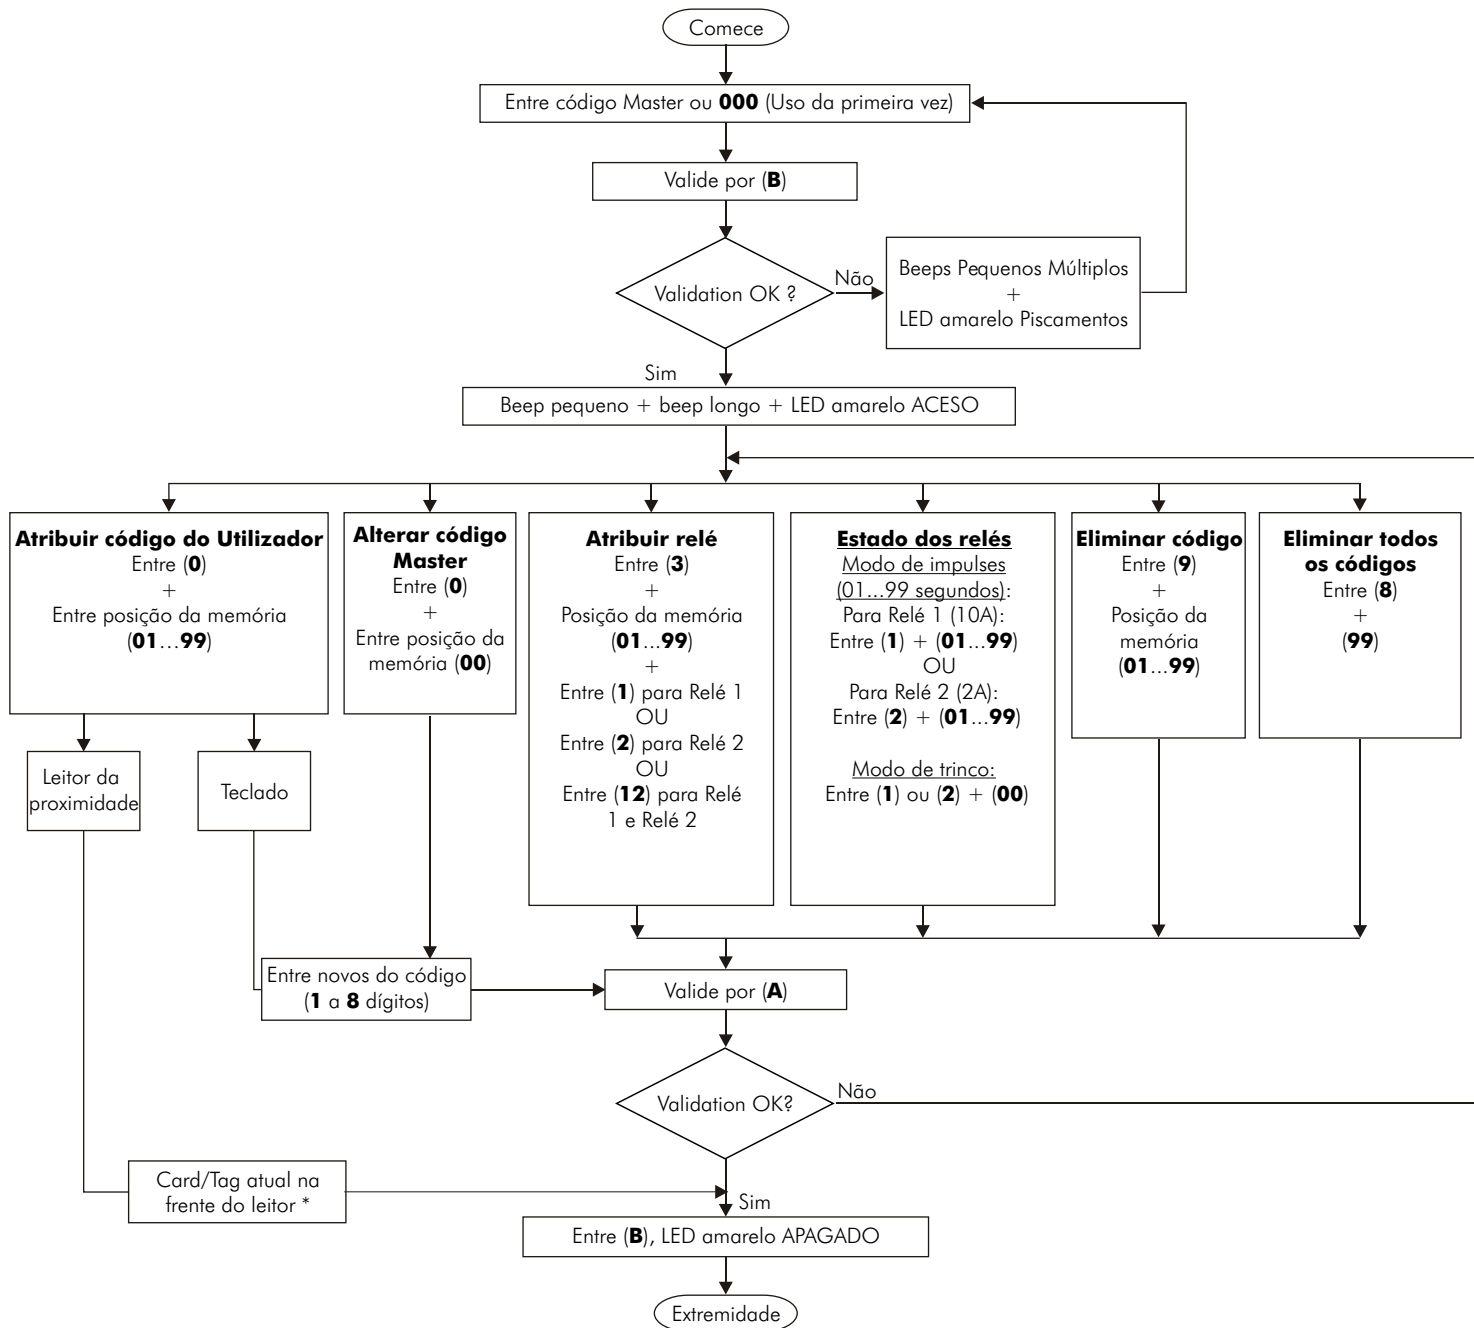 Comece
Entre código Master ou 000 (Uso da primeira vez)
Valide por (B)
Validation OK ?
Não
Beeps Pequenos Múltiplos
+
LED amarelo Piscamentos
Sim
Beep pequeno + beep longo + LED amarelo ACESO
Atribuir código do Utilizador
Entre (0)
+
Entre posição da memória
(01...99)
Alterar código
Master
Entre (0)
+
Entre posição da
memória (00)
Atribuir relé
Entre (3)
+
Posição da memória
(01...99)
+
Entre (1) para Relé 1
OU
Entre (2) para Relé 2
OU
Entre (12) para Relé
1 e Relé 2
Estado dos relés
Modo de impulses
(01...99 segundos):
Para Relé 1 (10A):
Entre (1) + (01...99)
OU
Para Relé 2 (2A):
Entre (2) + (01...99)
Modo de trinco:
Entre (1) ou (2) + (00)
Eliminar código
Entre (9)
+
Posição da
memória
(01...99)
Eliminar todos
os códigos
Entre (8)
+
(99)
Leitor da
proximidade
Teclado
Entre novos do código
(1 a 8 dígitos)
Valide por (A)
Validation OK?
Não
Card/Tag atual na
frente do leitor *
Sim
Entre (B), LED amarelo APAGADO
Extremidade